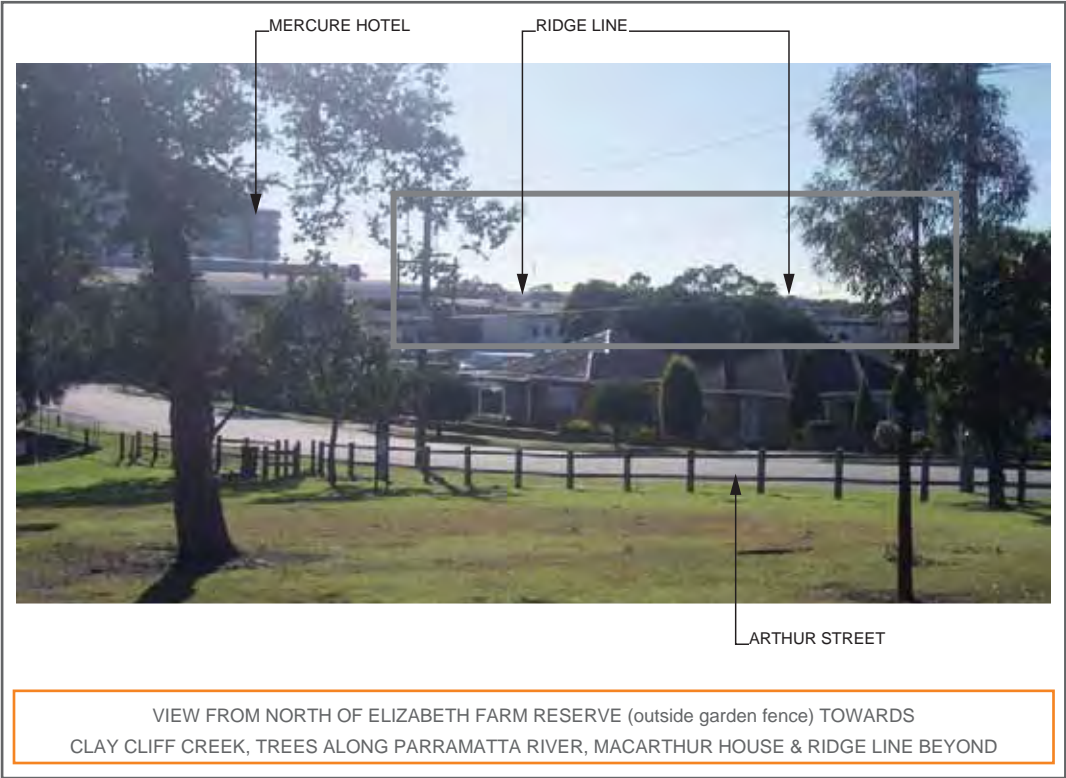 MERCURE HOTEL
RIDGE LINE
ARTHUR STREET
VIEW FROM NORTH OF ELIZABETH FARM RESERVE (outside garden fence) TOWARDS
CLAY CLIFF CREEK, TREES ALONG PARRAMATTA RIVER, MACARTHUR HOUSE & RIDGE LINE BEYOND